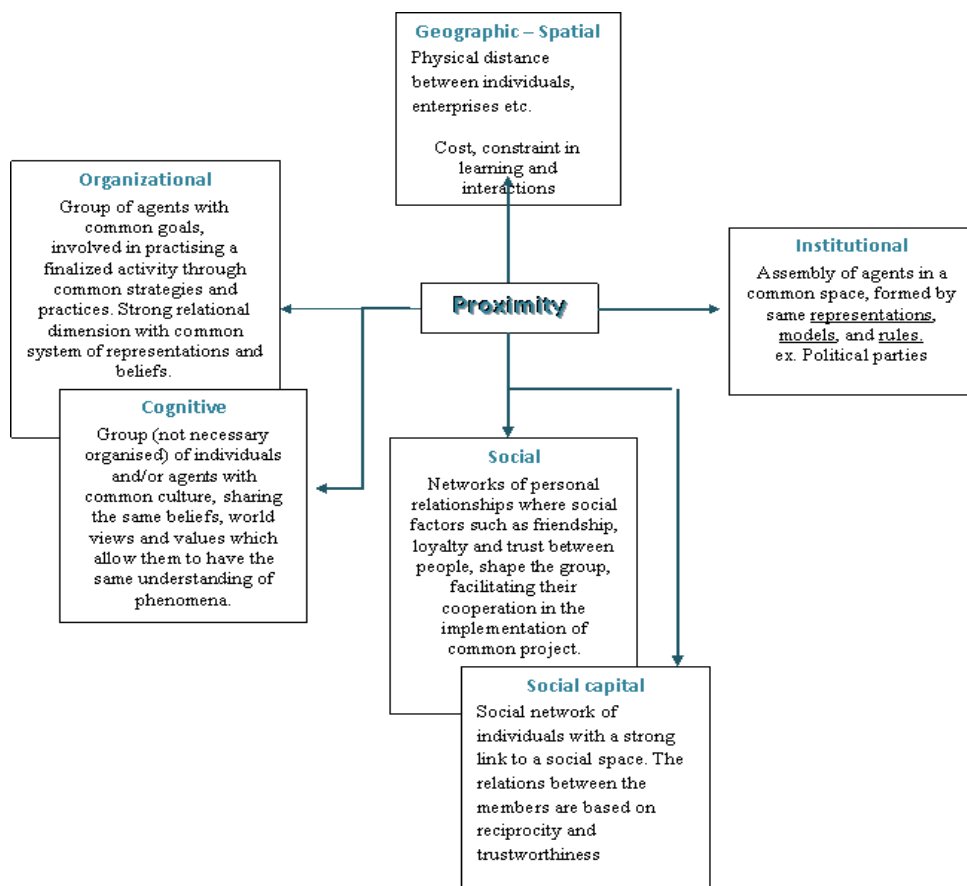 Geographic – Spatial
Physical distance
between individuals,
enterprises etc.
Cost, constraint in
learning and
interactions
Organizational
Group of agents with
common goals,
involved in practising a
finalized activity through
common strategies and
practices. Strong relational
dimension with common
system of representations and
beliefs.
Institutional
Assembly of agents in a
common space, formed by
same representations,
models, and rules.
ex. Political parties
Proximity
Cognitive
Group (not necessary
organised) of individuals
and/or agents with
common culture, sharing
the same beliefs, world
views and values which
allow them to have the
same understanding of
phenomena.
Social
Networks of personal
relationships where social
factors such as friendship,
loyalty and trust between
people, shape the group,
facilitating their
cooperation in the
implementation of
common project.
Social capital
Social network of
individuals with a strong
link to a social space. The
relations between the
members are based on
reciprocity and
trustworthiness